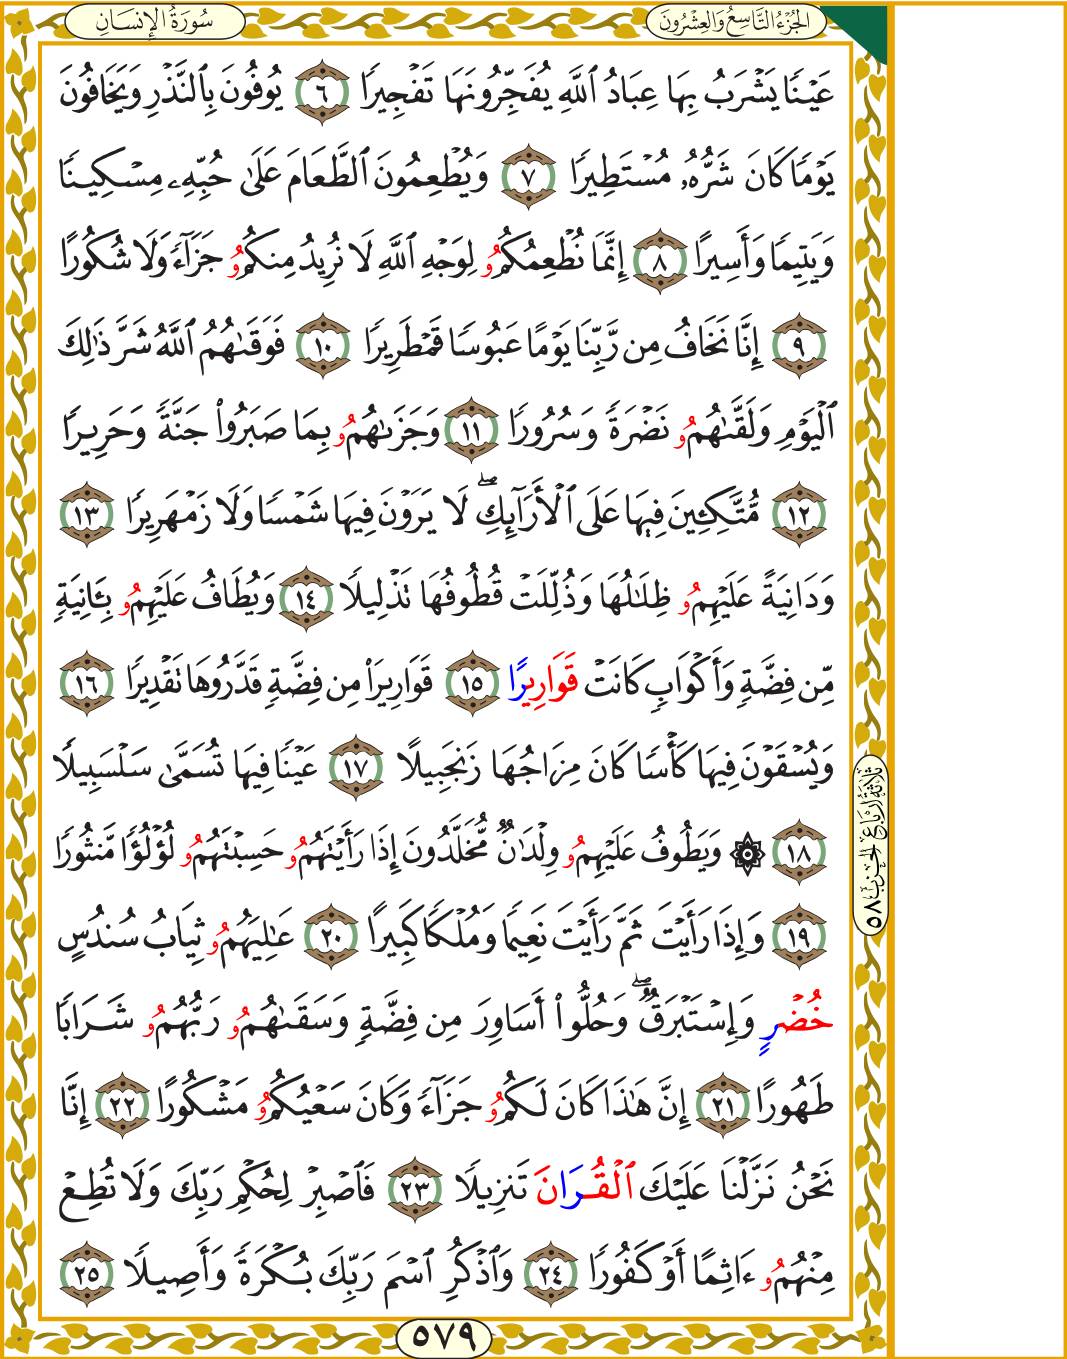 سُورَةُ الإِنسَانِ
الجُزْءُ التَّاسِعُ وَالعِشْرُونَ
عَيْنًا يَشْرَبُ بِهَا عِبَادُ ٱللَّهِ يُفَجِّرُونَهَا تَفْجِيرًا ٦ يُوفُونَ بِٱلنَّذْرِ وَيَخَافُونَ
يَوْمًا كَانَ شَرُّهُۥ مُسْتَطِيرًا ٧ وَيُطْعِمُونَ ٱلطَّعَامَ عَلَىٰ حُبِّهِۦ مِسْكِينًا
وَيَتِيمًا وَأَسِيرًا ٨ إِنَّمَا نُطْعِمُكُمُۥ لِوَجْهِ ٱللَّهِ لَا نُرِيدُ مِنكُمُۥ جَزَآءً وَلَا شُكُورًا
٩ إِنَّا نَخَافُ مِن رَّبِّنَا يَوْمًا عَبُوسًا قَمْطَرِيرًا ١٠ فَوَقَىٰهُمُ ٱللَّهُ شَرَّ ذَٰلِكَ
ٱلْيَوْمِ وَلَقَّىٰهُمُۥ نَضْرَةً وَسُرُورًا ١١ وَجَزَىٰهُمُۥ بِمَا صَبَرُوا۟ جَنَّةً وَحَرِيرًا
١٢ مُّتَّكِـِٔينَ فِيهَا عَلَى ٱلْأَرَآئِكِ ۖ لَا يَرَوْنَ فِيهَا شَمْسًا وَلَا زَمْهَرِيرًا ١٣
وَدَانِيَةً عَلَيْهِمُۥ ظِلَٰلُهَا وَذُلِّلَتْ قُطُوفُهَا تَذْلِيلًا ١٤ وَيُطَافُ عَلَيْهِمُۥ بِـَٔانِيَةٍ
مِّن فِضَّةٍ وَأَكْوَابٍ كَانَتْ قَوَارِيرًا ١٥ قَوَارِيرَا۟ مِن فِضَّةٍ قَدَّرُوهَا تَقْدِيرًا ١٦
وَيُسْقَوْنَ فِيهَا كَأْسًا كَانَ مِزَاجُهَا زَنجَبِيلًا ١٧ عَيْنًا فِيهَا تُسَمَّىٰ سَلْسَبِيلًا
١٨ ۞ وَيَطُوفُ عَلَيْهِمُۥ وِلْدَٰنٌ مُّخَلَّدُونَ إِذَا رَأَيْتَهُمُۥ حَسِبْتَهُمُۥ لُؤْلُؤًا مَّنثُورًا
١٩ وَإِذَا رَأَيْتَ ثَمَّ رَأَيْتَ نَعِيمًا وَمُلْكًا كَبِيرًا ٢٠ عَٰلِيَهُمُۥ ثِيَابُ سُندُسٍ
خُضْرٍ وَإِسْتَبْرَقٌ ۖ وَحُلُّوٓا۟ أَسَاوِرَ مِن فِضَّةٍ وَسَقَىٰهُمُۥ رَبُّهُمُۥ شَرَابًا
طَهُورًا ٢١ إِنَّ هَٰذَا كَانَ لَكُمُۥ جَزَآءً وَكَانَ سَعْيُكُمُۥ مَشْكُورًا ٢٢ إِنَّا
نَحْنُ نَزَّلْنَا عَلَيْكَ ٱلْقُرَانَ تَنزِيلًا ٢٣ فَٱصْبِرْ لِحُكْمِ رَبِّكَ وَلَا تُطِعْ
مِنْهُمُۥ ءَاثِمًا أَوْ كَفُورًا ٢٤ وَٱذْكُرِ ٱسْمَ رَبِّكَ بُكْرَةً وَأَصِيلًا ٢٥
ثَلَاثَةُ أَرْبَاعِ الحِزْبِ ٥٨
٥٧٩